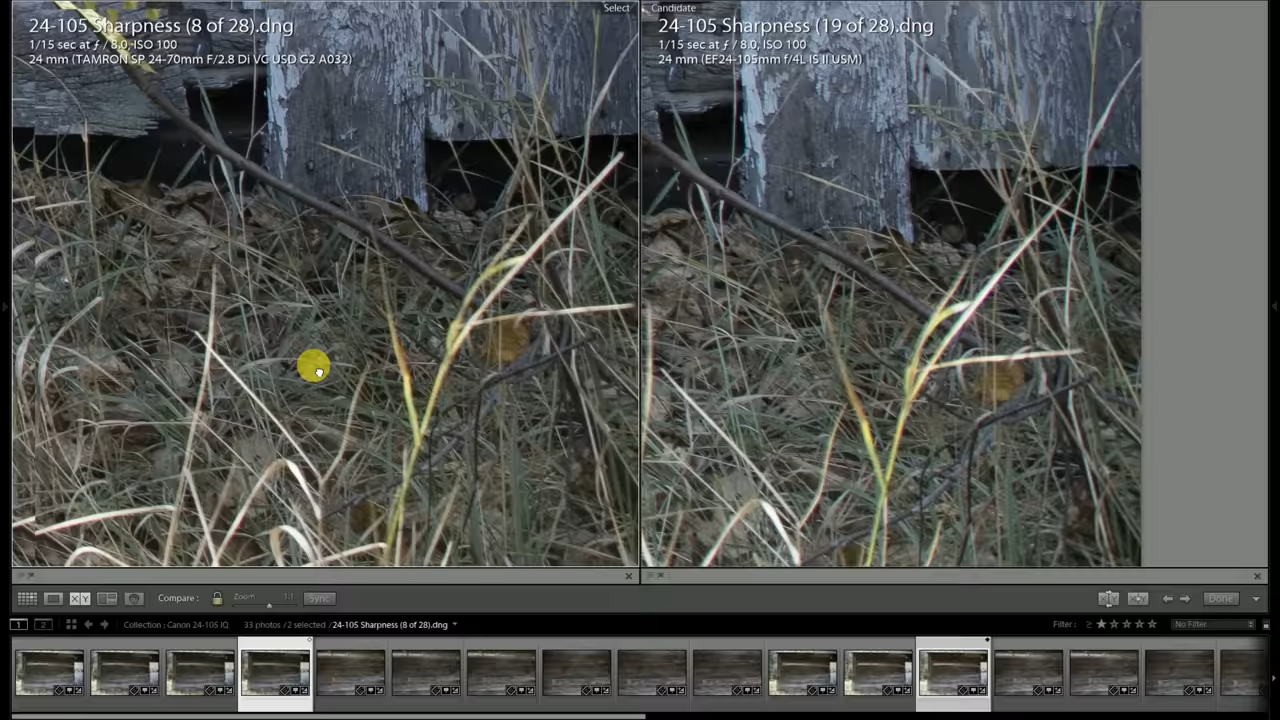 Select
24-105 Sharpness (8 of 28).dng
1/15 sec at ƒ / 8.0, ISO 100
24 mm (TAMRON SP 24-70mm F/2.8 Di VC USD G2 A032)
Candidate
24-105 Sharpness (19 of 28).dng
1/15 sec at ƒ / 8.0, ISO 100
24 mm (EF24-105mm f/4L IS II USM)
Compare : Zoom 1:1 Sync
X Y
Done
1 2 Collection : Canon 24-105 IQ 33 photos /2 selected /24-105 Sharpness (8 of 28).dng
Filter : ≥ ★ ☆ ☆ ☆ ☆ No Filter